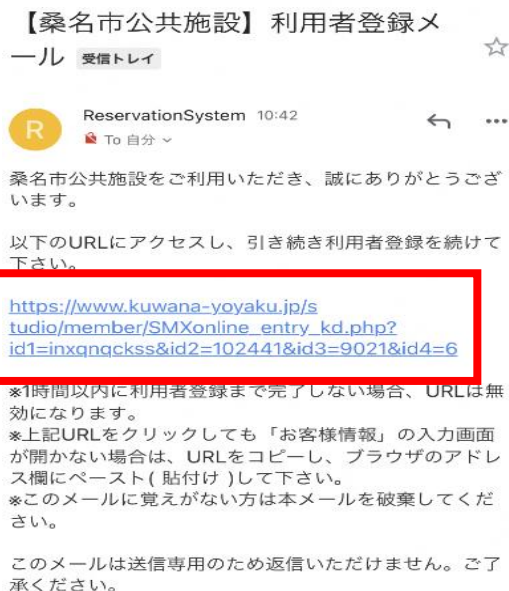 【桑名市公共施設】利用者登録メ
ール 受信トレイ
R
ReservationSystem 10:42
To 自分
桑名市公共施設をご利用いただき、誠にありがとうござ
います。
以下のURLにアクセスし、引き続き利用者登録を続けて
下さい。
https://www.kuwana-yoyaku.jp/s
tudio/member/SMXonline_entry_kd.php?
id1=inxqnqckss&id2=102441&id3=9021&id4=6
※1時間以内に利用者登録まで完了しない場合、URLは無
効になります。
※上記URLをクリックしても「お客様情報」の入力画面
が開かない場合は、URLをコピーし、ブラウザのアドレ
ス欄にペースト( 貼付け )して下さい。
※このメールに覚えがない方は本メールを破棄してくだ
さい。
このメールは送信専用のため返信いただけません。ご了
承ください。